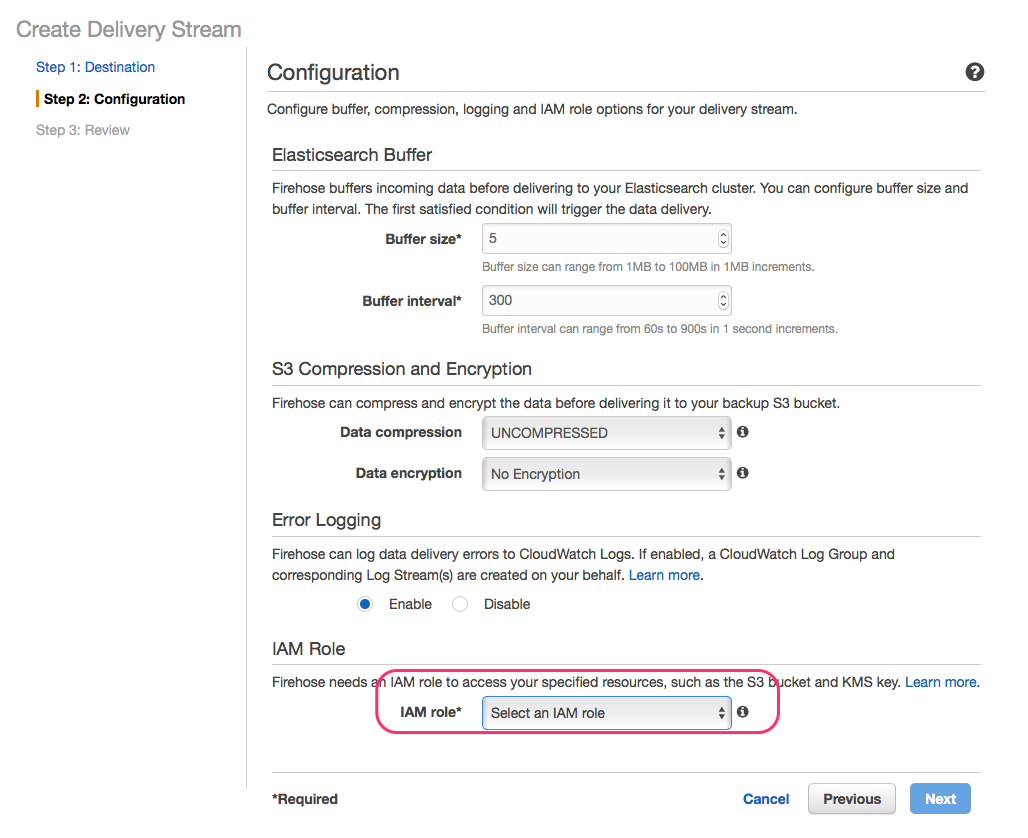 Create Delivery Stream
Step 1: Destination
Step 2: Configuration
Step 3: Review
Configuration
Configure buffer, compression, logging and IAM role options for your delivery stream.
Elasticsearch Buffer
Firehose buffers incoming data before delivering to your Elasticsearch cluster. You can configure buffer size and
buffer interval. The first satisfied condition will trigger the data delivery.
Buffer size* 5
Buffer size can range from 1MB to 100MB in 1MB increments.
Buffer interval* 300
Buffer interval can range from 60s to 900s in 1 second increments.
S3 Compression and Encryption
Firehose can compress and encrypt the data before delivering it to your backup S3 bucket.
Data compression UNCOMPRESSED
Data encryption No Encryption
Error Logging
Firehose can log data delivery errors to CloudWatch Logs. If enabled, a CloudWatch Log Group and
corresponding Log Stream(s) are created on your behalf. Learn more.
Enable Disable
IAM Role
Firehose needs an IAM role to access your specified resources, such as the S3 bucket and KMS key. Learn more.
IAM role* Select an IAM role
*Required Cancel Previous Next